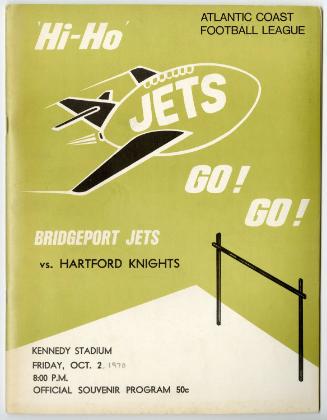 'Hi-Ho'
ATLANTIC COAST
FOOTBALL LEAGUE
JETS
GO!
GO!
BRIDGEPORT JETS
vs. HARTFORD KNIGHTS
KENNEDY STADIUM
FRIDAY, OCT. 2 1970
8:00 P.M.
OFFICIAL SOUVENIR PROGRAM 50c